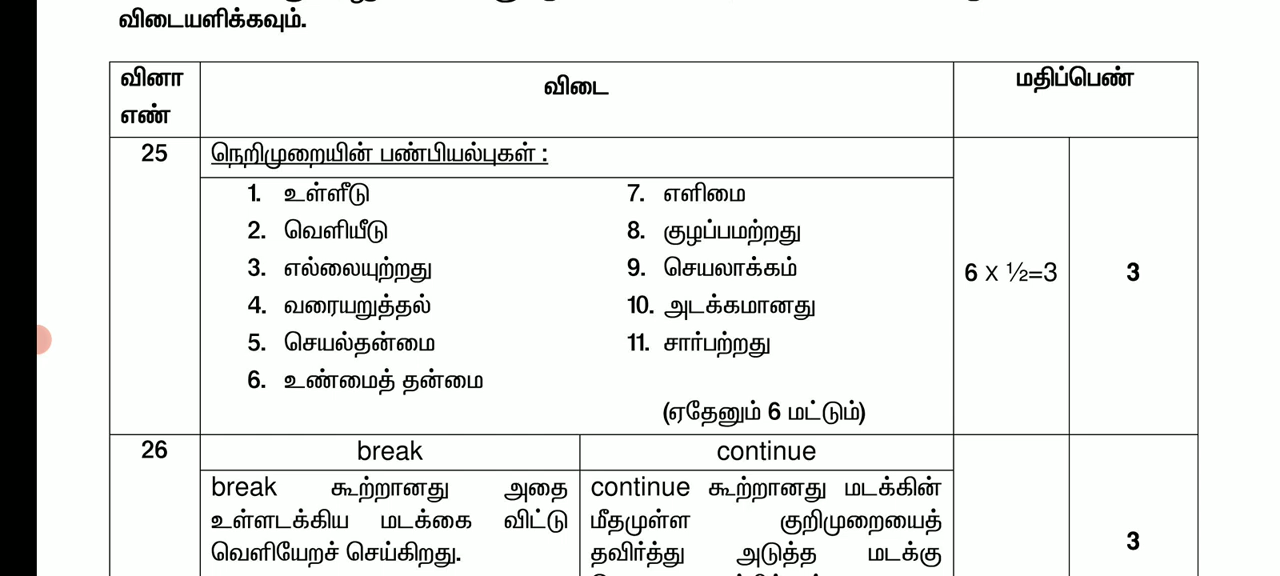 விடையளிக்கவும்.
வினா எண்
விடை
மதிப்பெண்
25
நெறிமுறையின் பண்பியல்புகள் :
1. உள்ளீடு
2. வெளியீடு
3. எல்லையுற்றது
4. வரையறுத்தல்
5. செயல்தன்மை
6. உண்மைத் தன்மை
7. எளிமை
8. குழப்பமற்றது
9. செயலாக்கம்
10. அடக்கமானது
11. சார்பற்றது
(ஏதேனும் 6 மட்டும்)
6 X ½=3
3
26
break
continue
break கூற்றானது அதை
உள்ளடக்கிய மடக்கை விட்டு
வெளியேறச் செய்கிறது.
continue கூற்றானது மடக்கின்
மீதமுள்ள குறிமுறையைத்
தவிர்த்து அடுத்த மடக்கு
3